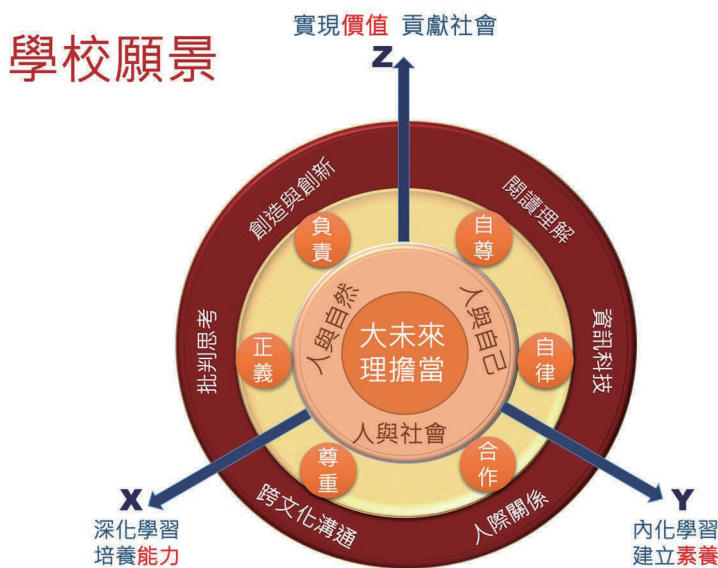 學校願景
實現價值 貢獻社會
Z
創造與創新
閱讀理解
負責
自尊
人與自然
人與自己
批判思考
資訊科技
正義
大未來
理擔當
自律
人與社會
尊重
合作
跨文化溝通
人際關係
X
深化學習
培養能力
Y
內化學習
建立素養